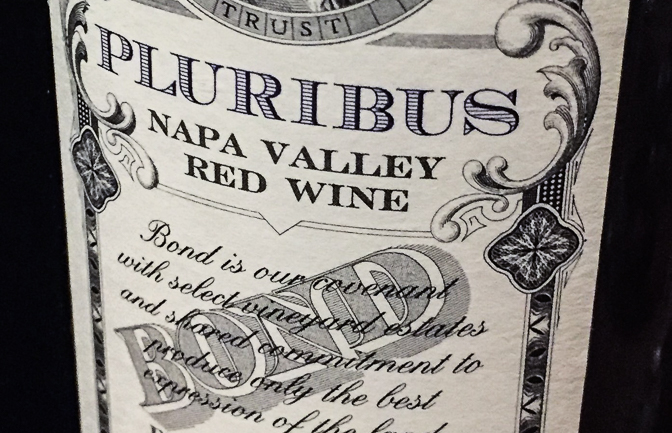 TRUST
PLURIBUS
NAPA VALLEY
RED WINE
Bond is our covenant
with select vineyard estates
and shared commitment to
produce only the best
expression of the land
BOND